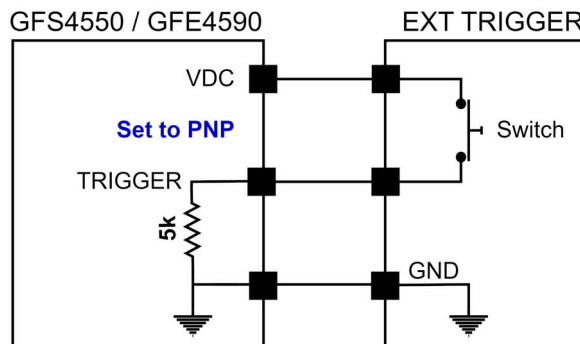 GFS4550 / GFE4590
EXT TRIGGER
VDC
Set to PNP
Switch
TRIGGER
5k
GND